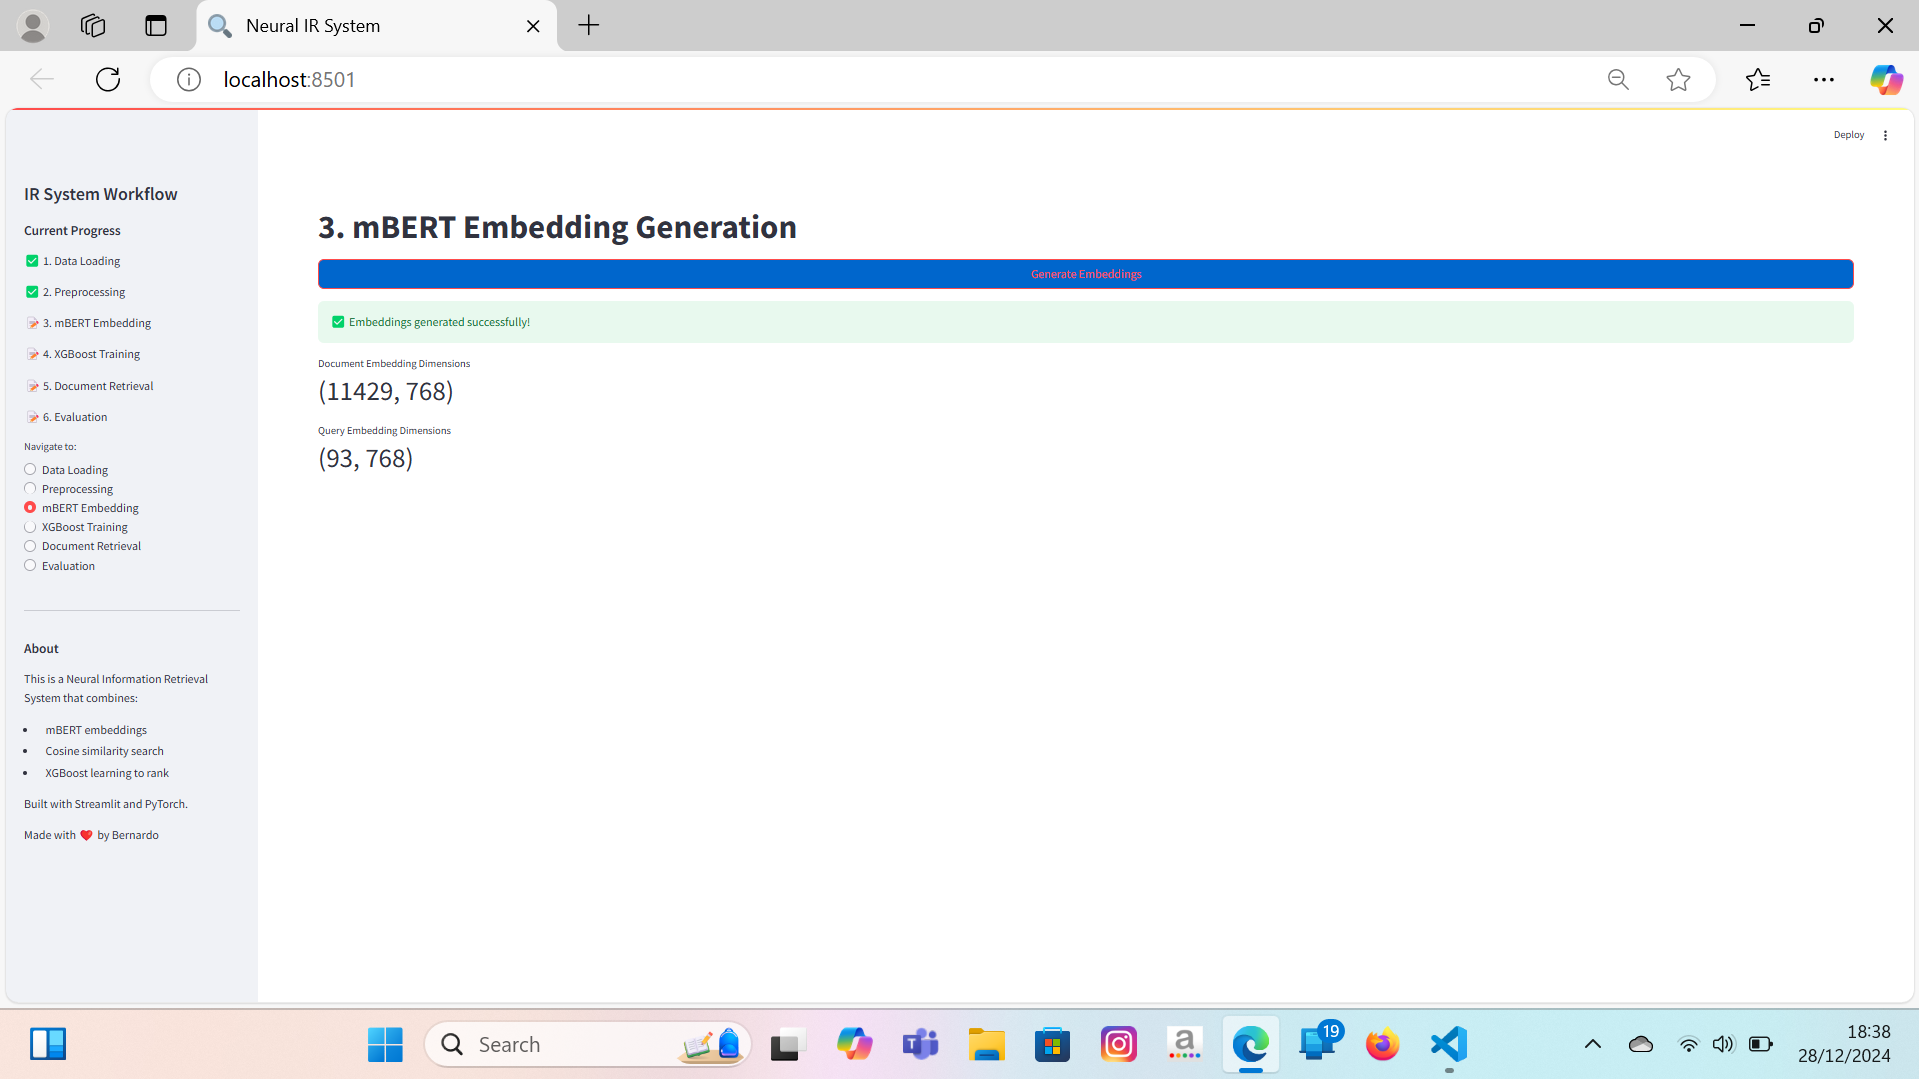 Neural IR System
localhost:8501
Deploy
IR System Workflow
Current Progress
✅ 1. Data Loading
✅ 2. Preprocessing
📝 3. mBERT Embedding
📝 4. XGBoost Training
📝 5. Document Retrieval
📝 6. Evaluation
Navigate to:
Data Loading
Preprocessing
mBERT Embedding
XGBoost Training
Document Retrieval
Evaluation
About
This is a Neural Information Retrieval
System that combines:
• mBERT embeddings
• Cosine similarity search
• XGBoost learning to rank
Built with Streamlit and PyTorch.
Made with ❤️ by Bernardo
3. mBERT Embedding Generation
Generate Embeddings
✅ Embeddings generated successfully!
Document Embedding Dimensions
(11429, 768)
Query Embedding Dimensions
(93, 768)
Search
T
a
19
18:38
28/12/2024